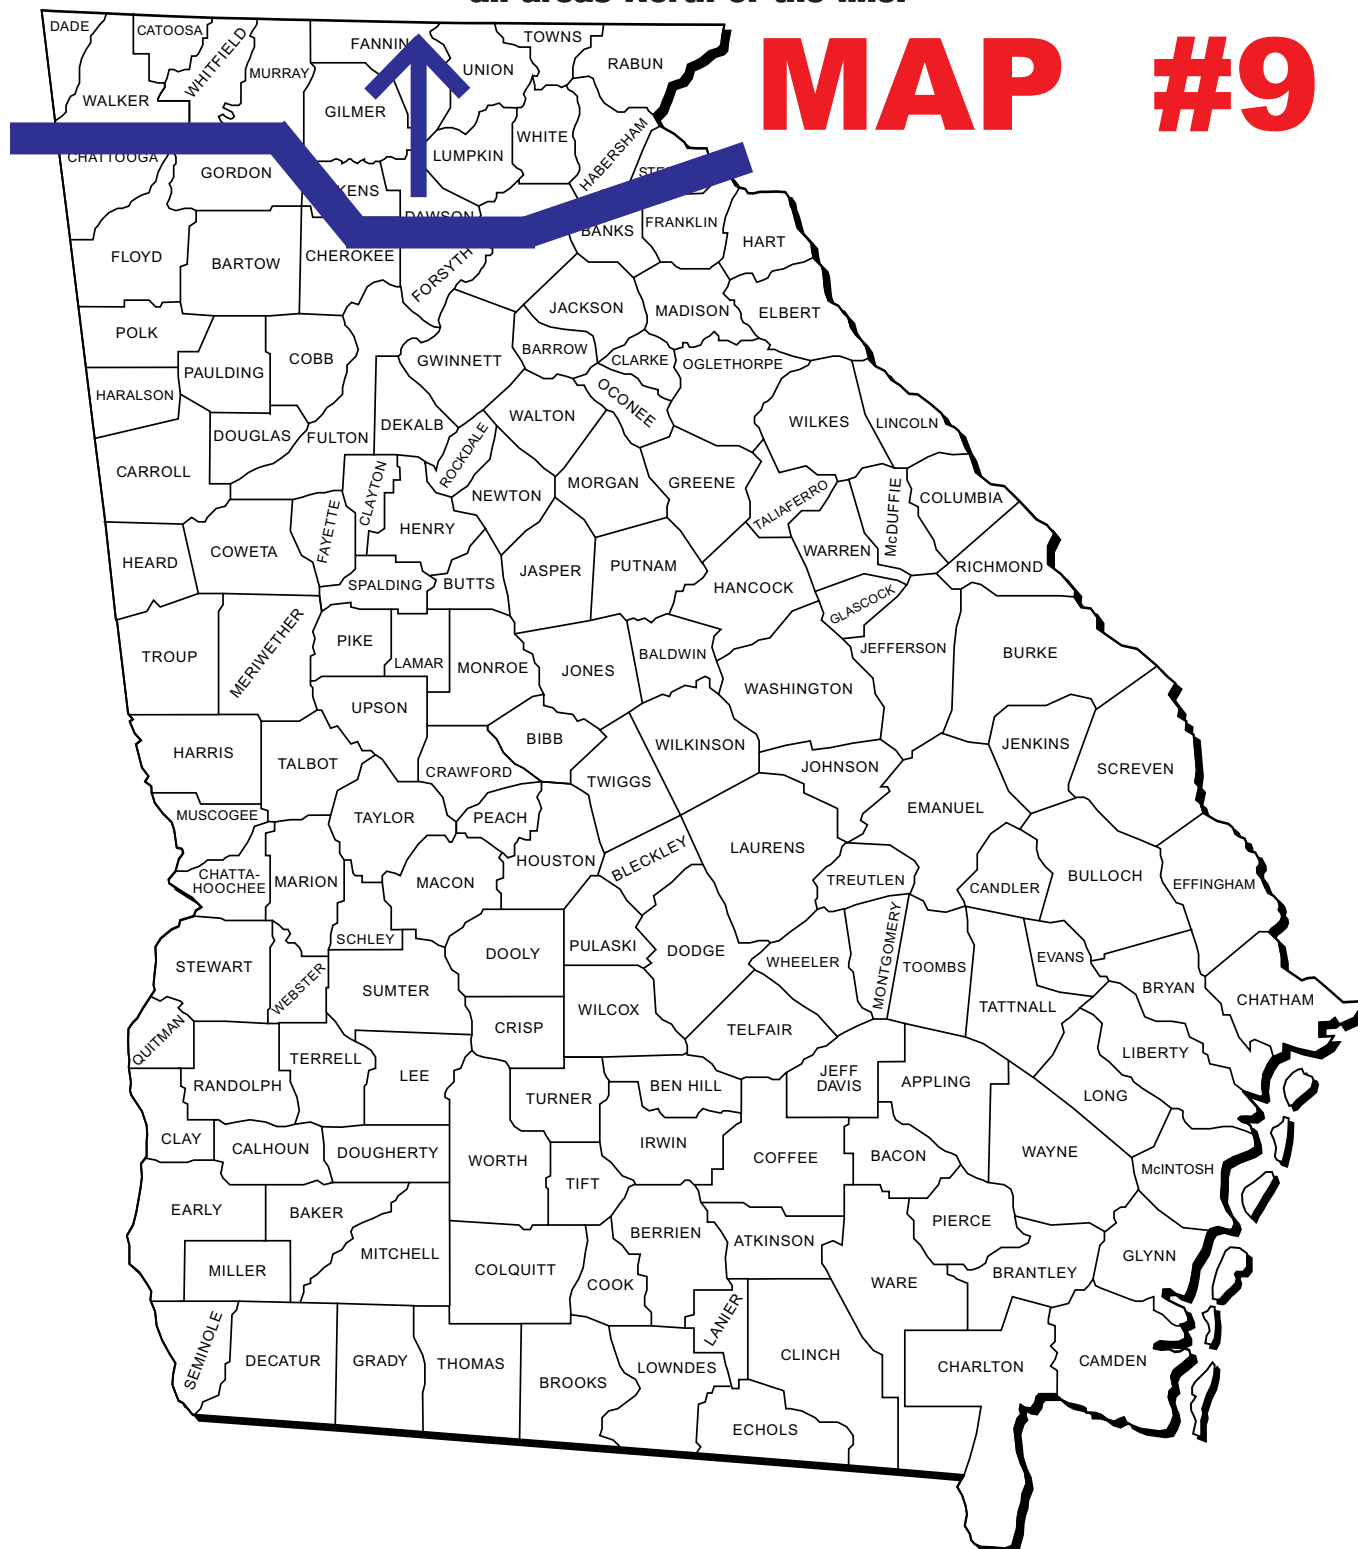 all areas North of the line.
MAP #9
DADE
CATOOSA
WHITFIELD
MURRAY
FANNIN
UNION
TOWNS
RABUN
WALKER
GILMER
LUMPKIN
WHITE
HABERSHAM
CHATTOOGA
GORDON
KENS
DAWSON
STE
BANKS
FRANKLIN
HART
FLOYD
BARTOW
CHEROKEE
FORSYTH
JACKSON
MADISON
ELBERT
POLK
PAULDING
COBB
GWINNETT
BARROW
CLARKE
OGLETHORPE
HARALSON
OCONEE
DOUGLAS
FULTON
DEKALB
ROCKDALE
WALTON
WILKES
LINCOLN
CARROLL
CLAYTON
NEWTON
MORGAN
GREENE
TALIAFERRO
McDUFFIE
COLUMBIA
HEARD
COWETA
FAYETTE
HENRY
WARREN
RICHMOND
SPALDING
BUTTS
JASPER
PUTNAM
HANCOCK
GLASCOCK
TROUP
MERIWETHER
PIKE
LAMAR
MONROE
JONES
BALDWIN
WASHINGTON
JEFFERSON
BURKE
UPSON
HARRIS
TALBOT
CRAWFORD
BIBB
TWIGGS
WILKINSON
JOHNSON
JENKINS
SCREVEN
MUSCOGEE
TAYLOR
PEACH
EMANUEL
CHATTA-
HOOCHEE
MARION
MACON
HOUSTON
BLECKLEY
LAURENS
TREUTLEN
CANDLER
BULLOCH
EFFINGHAM
SCHLEY
STEWART
WEBSTER
SUMTER
DOOLY
PULASKI
DODGE
WHEELER
MONTGOMERY
TOOMBS
EVANS
TATTNALL
BRYAN
CHATHAM
QUITMAN
CRISP
WILCOX
TELFAIR
LIBERTY
RANDOLPH
TERRELL
LEE
TURNER
BEN HILL
JEFF
DAVIS
APPLING
LONG
CLAY
CALHOUN
DOUGHERTY
WORTH
IRWIN
COFFEE
BACON
WAYNE
McINTOSH
TIFT
EARLY
BAKER
MITCHELL
BERRIEN
ATKINSON
PIERCE
MILLER
COLQUITT
COOK
WARE
BRANTLEY
GLYNN
SEMINOLE
DECATUR
GRADY
THOMAS
BROOKS
LOWNDES
LANIER
CLINCH
CHARLTON
CAMDEN
ECHOLS